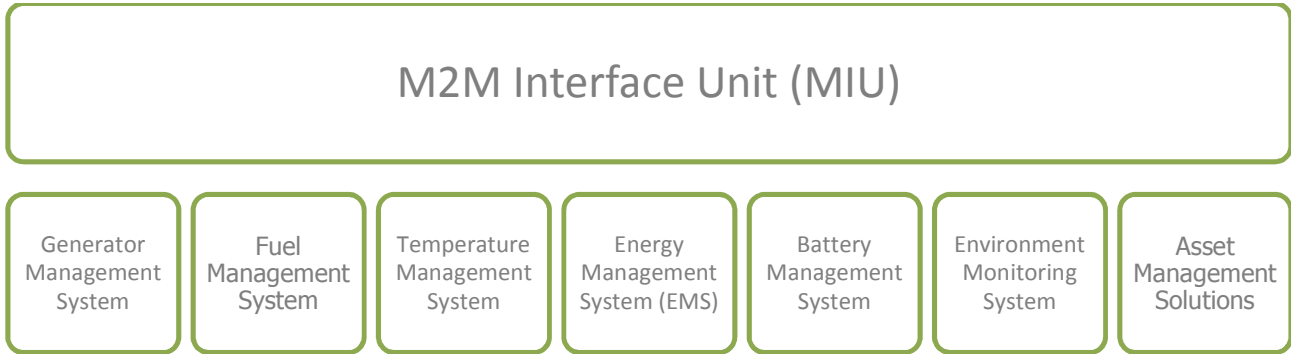 M2M Interface Unit (MIU)
Generator
Management
System
Fuel
Management
System
Temperature
Management
System
Energy
Management
System (EMS)
Battery
Management
System
Environment
Monitoring
System
Asset
Management
Solutions